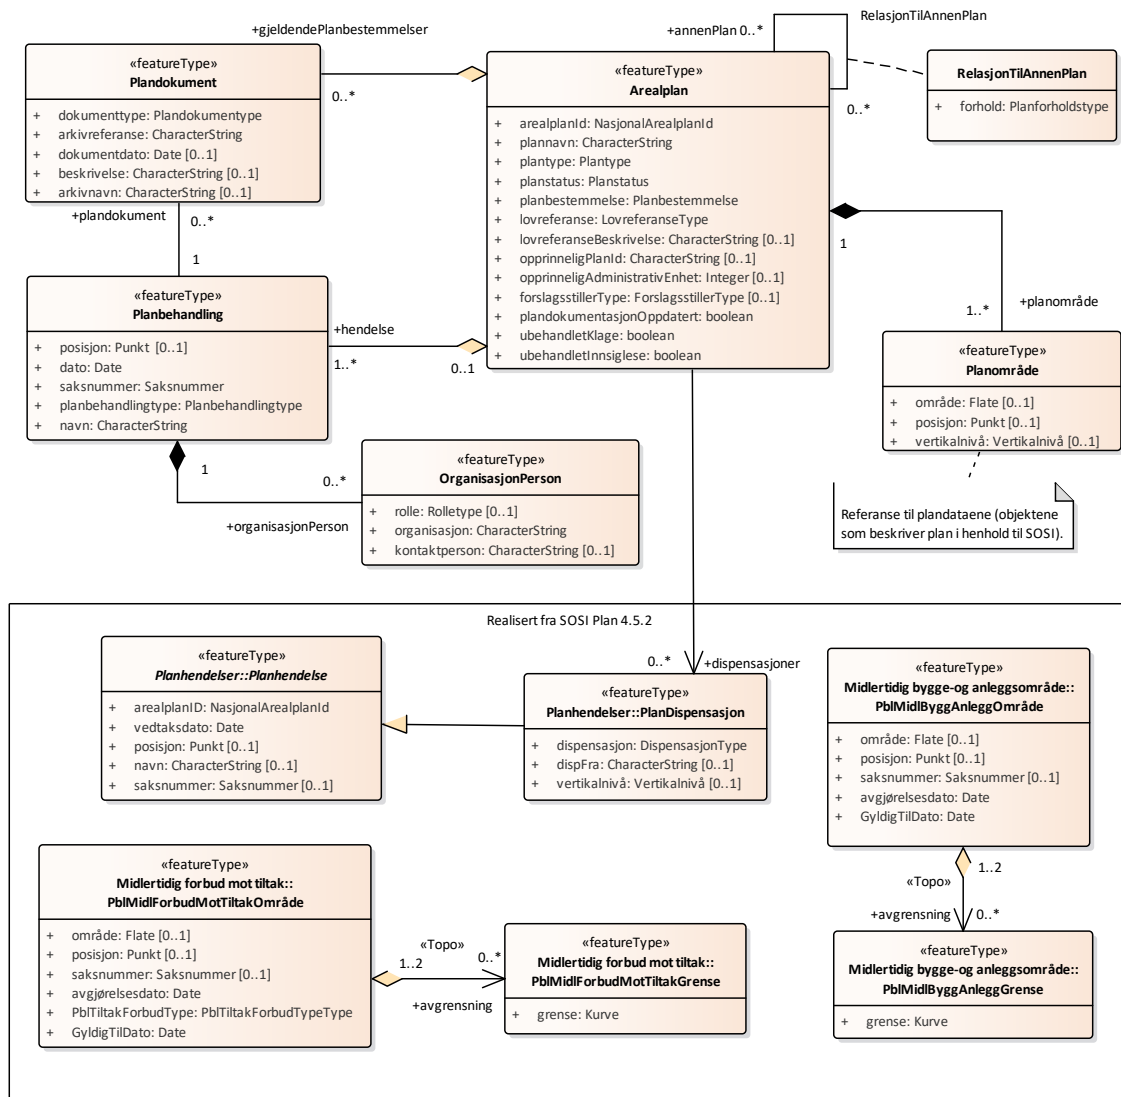 +gjeldendePlanbestemmelser
0..*
«featureType»
Plandokument
+ dokumenttype: Plandokumentype
+ arkivreferanse: CharacterString
+ dokumentdato: Date [0..1]
+ beskrivelse: CharacterString [0..1]
+ arkivnavn: CharacterString [0..1]
+plandokument
0..*
1
«featureType»
Arealplan
+ arealplanId: NasjonalArealplanId
+ plannavn: CharacterString
+ plantype: Plantype
+ planstatus: Planstatus
+ planbestemmelse: Planbestemmelse
+ lovreferanse: LovreferanseType
+ lovreferanseBeskrivelse: CharacterString [0..1]
+ opprinneligPlanId: CharacterString [0..1]
+ opprinneligAdministrativEnhet: Integer [0..1]
+ forslagsstillerType: ForslagsstillerType [0..1]
+ plandokumentasjonOppdatert: boolean
+ ubehandletKlage: boolean
+ ubehandletInnsiglese: boolean
RelasjonTilAnnenPlan
+annenPlan 0..*
0..*
RelasjonTilAnnenPlan
+ forhold: Planforholdstype
1
1..*
+planområde
«featureType»
Planbehandling
+ posisjon: Punkt [0..1]
+ dato: Date
+ saksnummer: Saksnummer
+ planbehandlingtype: Planbehandlingtype
+ navn: CharacterString
+hendelse
1..*
0..1
«featureType»
Planområde
+ område: Flate [0..1]
+ posisjon: Punkt [0..1]
+ vertikalnivå: Vertikalnivå [0..1]
1
0..*
+organisasjonPerson
«featureType»
OrganisasjonPerson
+ rolle: Rolletype [0..1]
+ organisasjon: CharacterString
+ kontaktperson: CharacterString [0..1]
Referanse til plandataene (objektene
som beskriver plan i henhold til SOSI).
Realisert fra SOSI Plan 4.5.2
0..*
+dispensasjoner
«featureType»
Planhendelser::Planhendelse
+ arealplanID: NasjonalArealplanId
+ vedtaksdato: Date
+ posisjon: Punkt [0..1]
+ navn: CharacterString [0..1]
+ saksnummer: Saksnummer [0..1]
«featureType»
Planhendelser::PlanDispensasjon
+ dispensasjon: DispensasjonType
+ dispFra: CharacterString [0..1]
+ vertikalnivå: Vertikalnivå [0..1]
«featureType»
Midlertidig bygge-og anleggsområde::
PblMidlByggAnleggOmråde
+ område: Flate [0..1]
+ posisjon: Punkt [0..1]
+ saksnummer: Saksnummer [0..1]
+ avgjørelsesdato: Date
+ GyldigTilDato: Date
1..2
«Topo»
+avgrensning
0..*
«featureType»
Midlertidig forbud mot tiltak::
PblMidlForbudMotTiltakOmråde
+ område: Flate [0..1]
+ posisjon: Punkt [0..1]
+ saksnummer: Saksnummer [0..1]
+ avgjørelsesdato: Date
+ PblTiltakForbudType: PblTiltakForbudTypeType
+ GyldigTilDato: Date
«Topo»
1..2
0..*
+avgrensning
«featureType»
Midlertidig forbud mot tiltak::
PblMidlForbudMotTiltakGrense
+ grense: Kurve
«featureType»
Midlertidig bygge-og anleggsområde::
PblMidlByggAnleggGrense
+ grense: Kurve